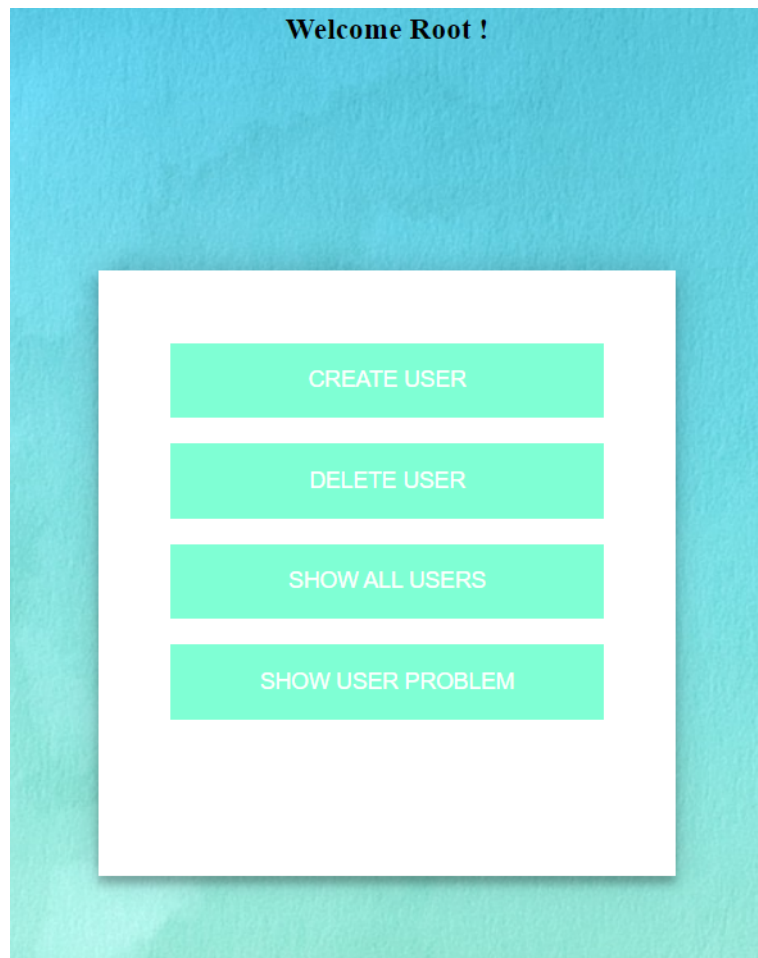 Welcome Root !
CREATE USER
DELETE USER
SHOW ALL USERS
SHOW USER PROBLEM